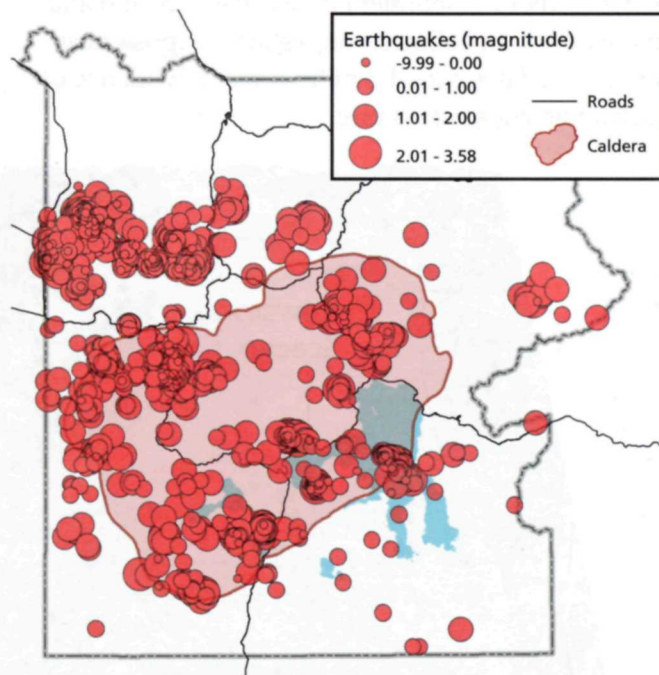 Earthquakes (magnitude)
-9.99 - 0.00
0.01 - 1.00
1.01 - 2.00
2.01 - 3.58
Roads
Caldera